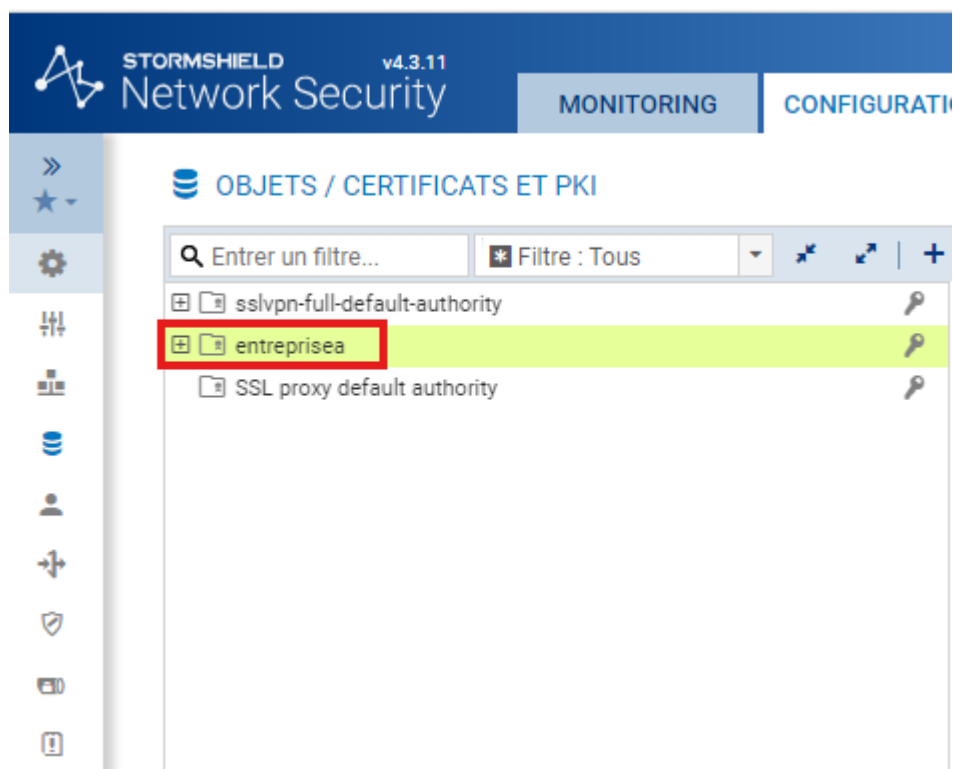 STORMSHIELD v4.3.11
Network Security
MONITORING CONFIGURATI
OBJETS / CERTIFICATS ET PKI
Entrer un filtre... Filtre : Tous
sslvpn-full-default-authority
entreprisea
SSL proxy default authority